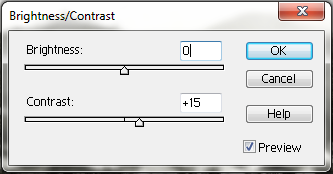 Brightness/Contrast
Brightness: 0 OK
Cancel
Contrast: +15
Help
Preview